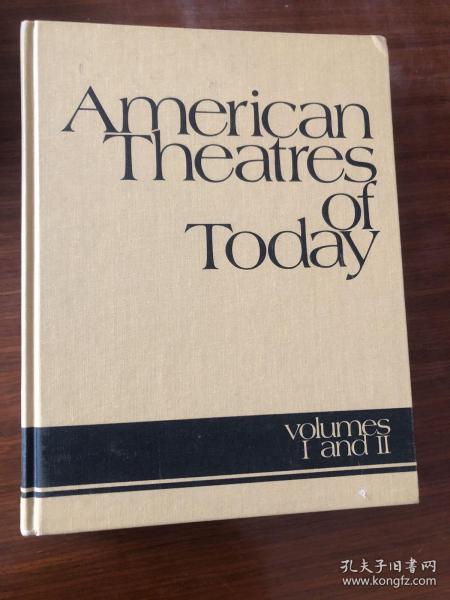 American
Theatres
of
Today
volumes
I and II
孔夫子旧书网
www.kongfz.com